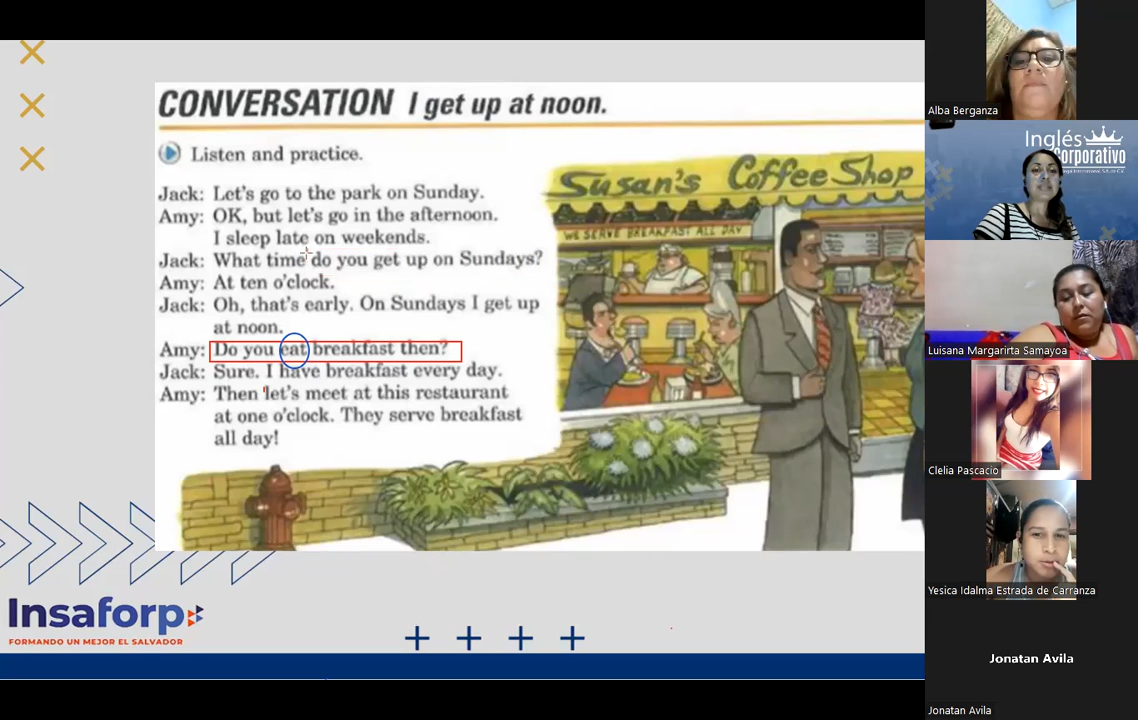 CONVERSATION I get up at noon.
Listen and practice.
Jack: Let's go to the park on Sunday.
Amy: OK, but let's go in the afternoon.
I sleep late on weekends.
Jack: What time do you get up on Sundays?
Amy: At ten o'clock.
Jack: Oh, that's early. On Sundays I get up
at noon.
Amy: Do you eat breakfast then?
Jack: Sure. I have breakfast every day.
Amy: Then let's meet at this restaurant
at one o'clock. They serve breakfast
all day!
Susan's Coffee Shop
WE SERVE BREAKFAST ALL DAY
Insaforp
FORMANDO UN MEJOR EL SALVADOR
Alba Berganza
Inglés
Corporativo
Luisana Margarirta Samayoa
Clelia Pascacio
Yesica Idalma Estrada de Carranza
Jonatan Avila
Jonatan Avila